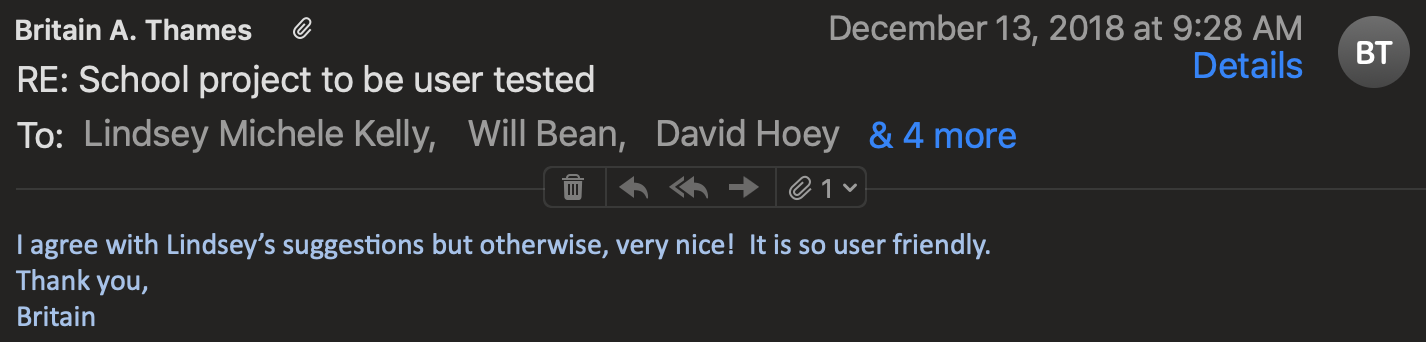 Britain A. Thames
December 13, 2018 at 9:28 AM
Details
BT
RE: School project to be user tested
To: Lindsey Michele Kelly, Will Bean, David Hoey & 4 more
1
I agree with Lindsey’s suggestions but otherwise, very nice!  It is so user friendly.
Thank you,
Britain